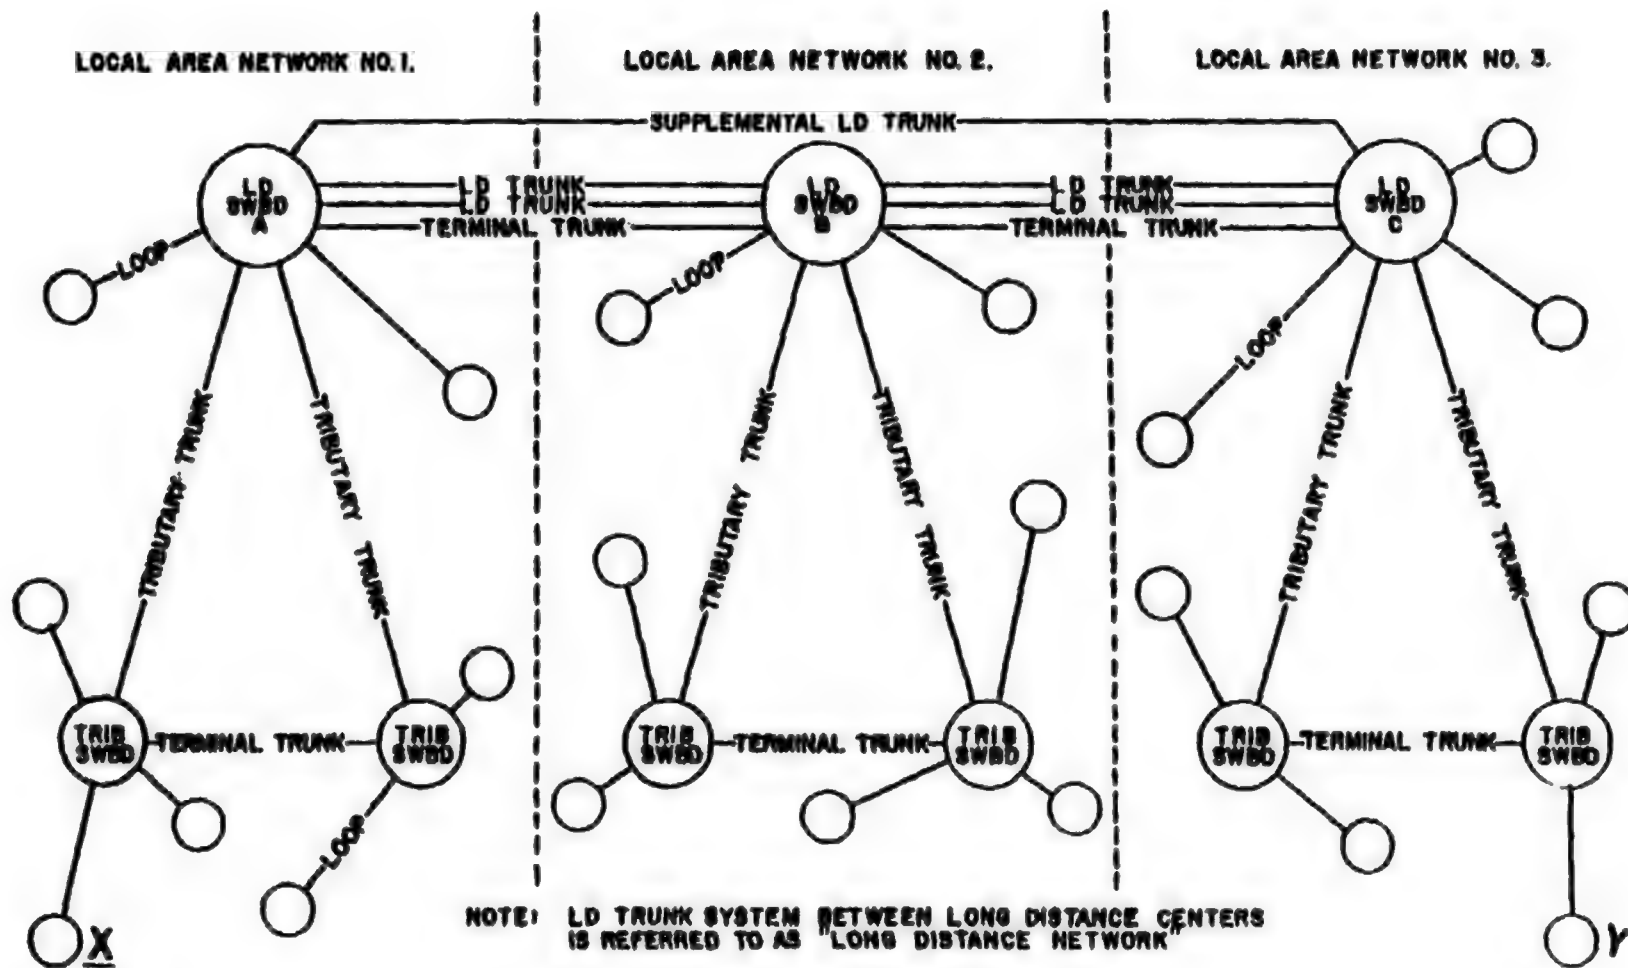 LOCAL AREA NETWORK NO. 1.
LOCAL AREA NETWORK NO. 2.
LOCAL AREA NETWORK NO. 3.
SUPPLEMENTAL LD TRUNK
LD
SWBD
A
LD TRUNK
LD TRUNK
TERMINAL TRUNK
LD
SWBD
B
LD TRUNK
LD TRUNK
TERMINAL TRUNK
LD
SWBD
C
LOOP
LOOP
LOOP
TRIBUTARY TRUNK
TRIBUTARY TRUNK
TRIBUTARY TRUNK
TRIBUTARY TRUNK
TRIBUTARY TRUNK
TRIBUTARY TRUNK
TRIB
SWBD
TERMINAL TRUNK
TRIB
SWBD
TRIB
SWBD
TERMINAL TRUNK
TRIB
SWBD
TRIB
SWBD
TERMINAL TRUNK
TRIB
SWBD
LOOP
X
Y
NOTE: LD TRUNK SYSTEM BETWEEN LONG DISTANCE CENTERS
IS REFERRED TO AS "LONG DISTANCE NETWORK"